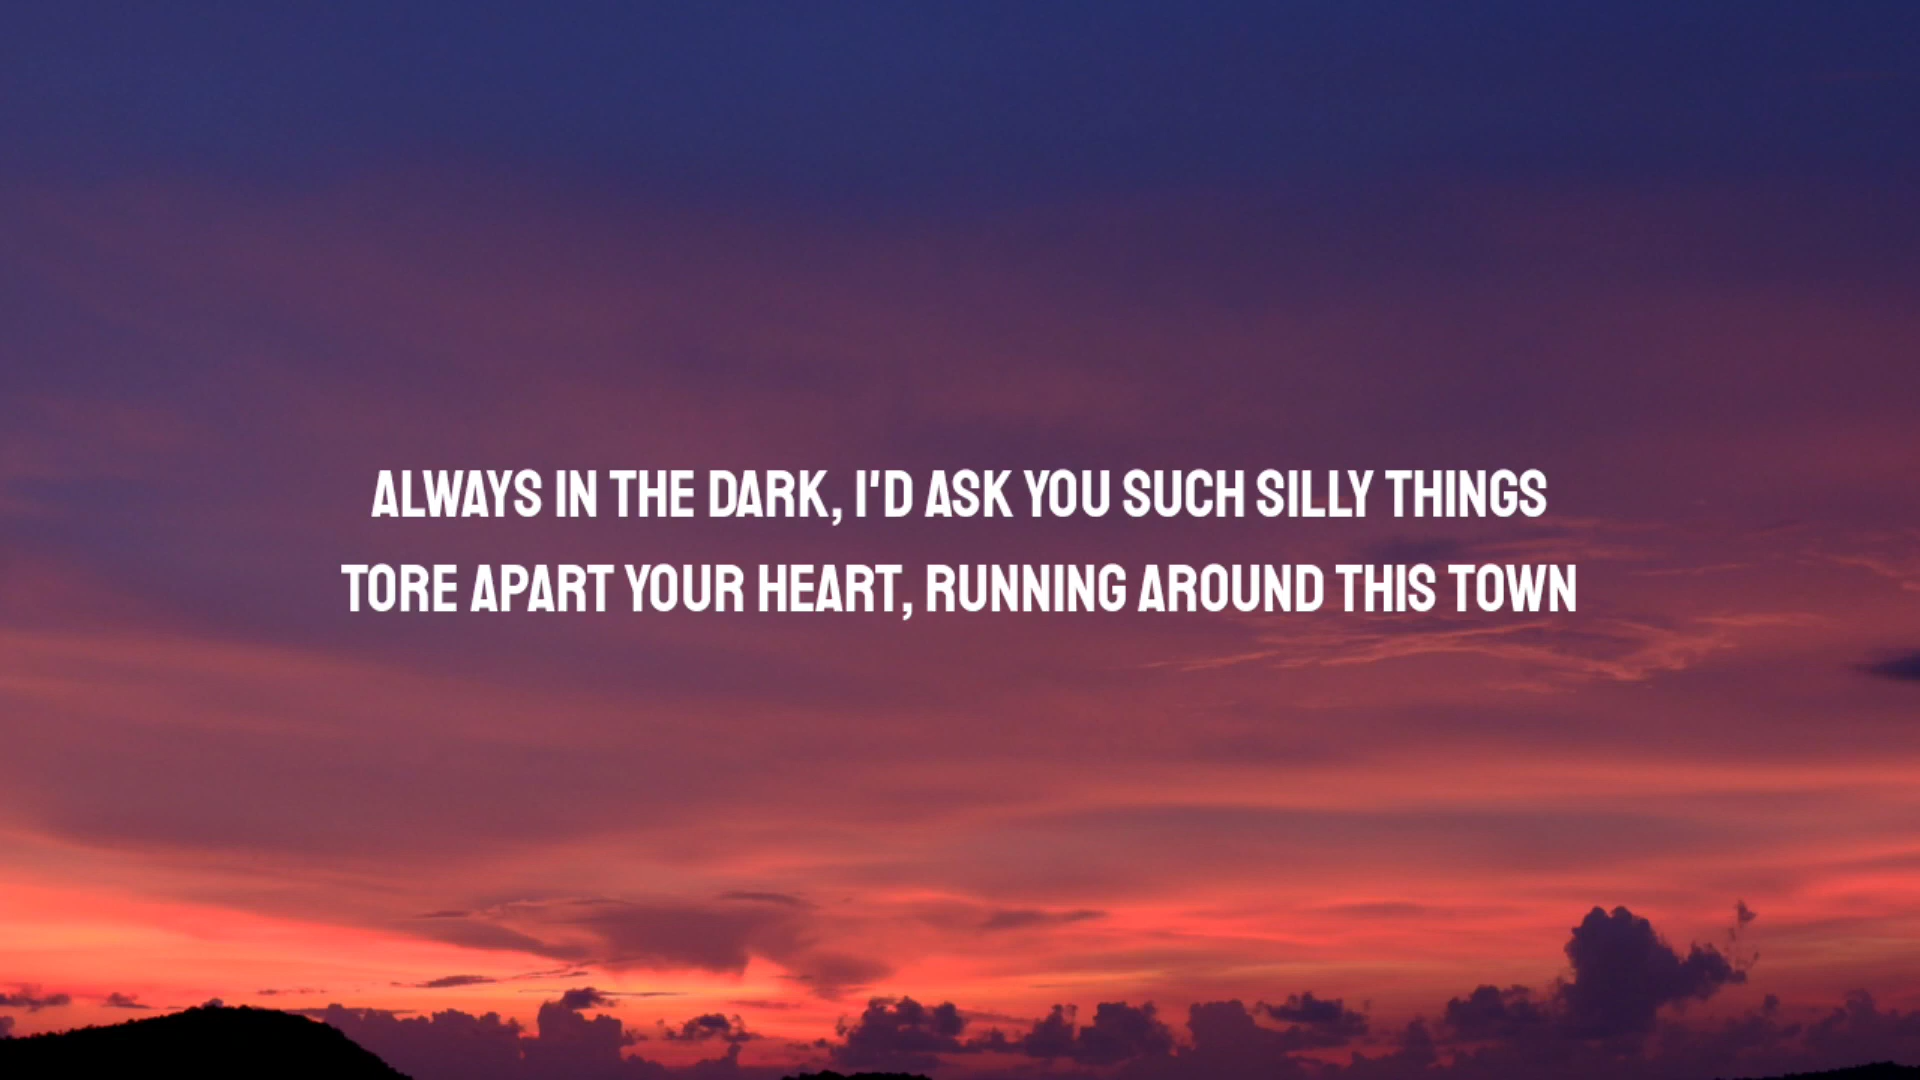 ALWAYS IN THE DARK, I'D ASK YOU SUCH SILLY THINGS
TORE APART YOUR HEART, RUNNING AROUND THIS TOWN